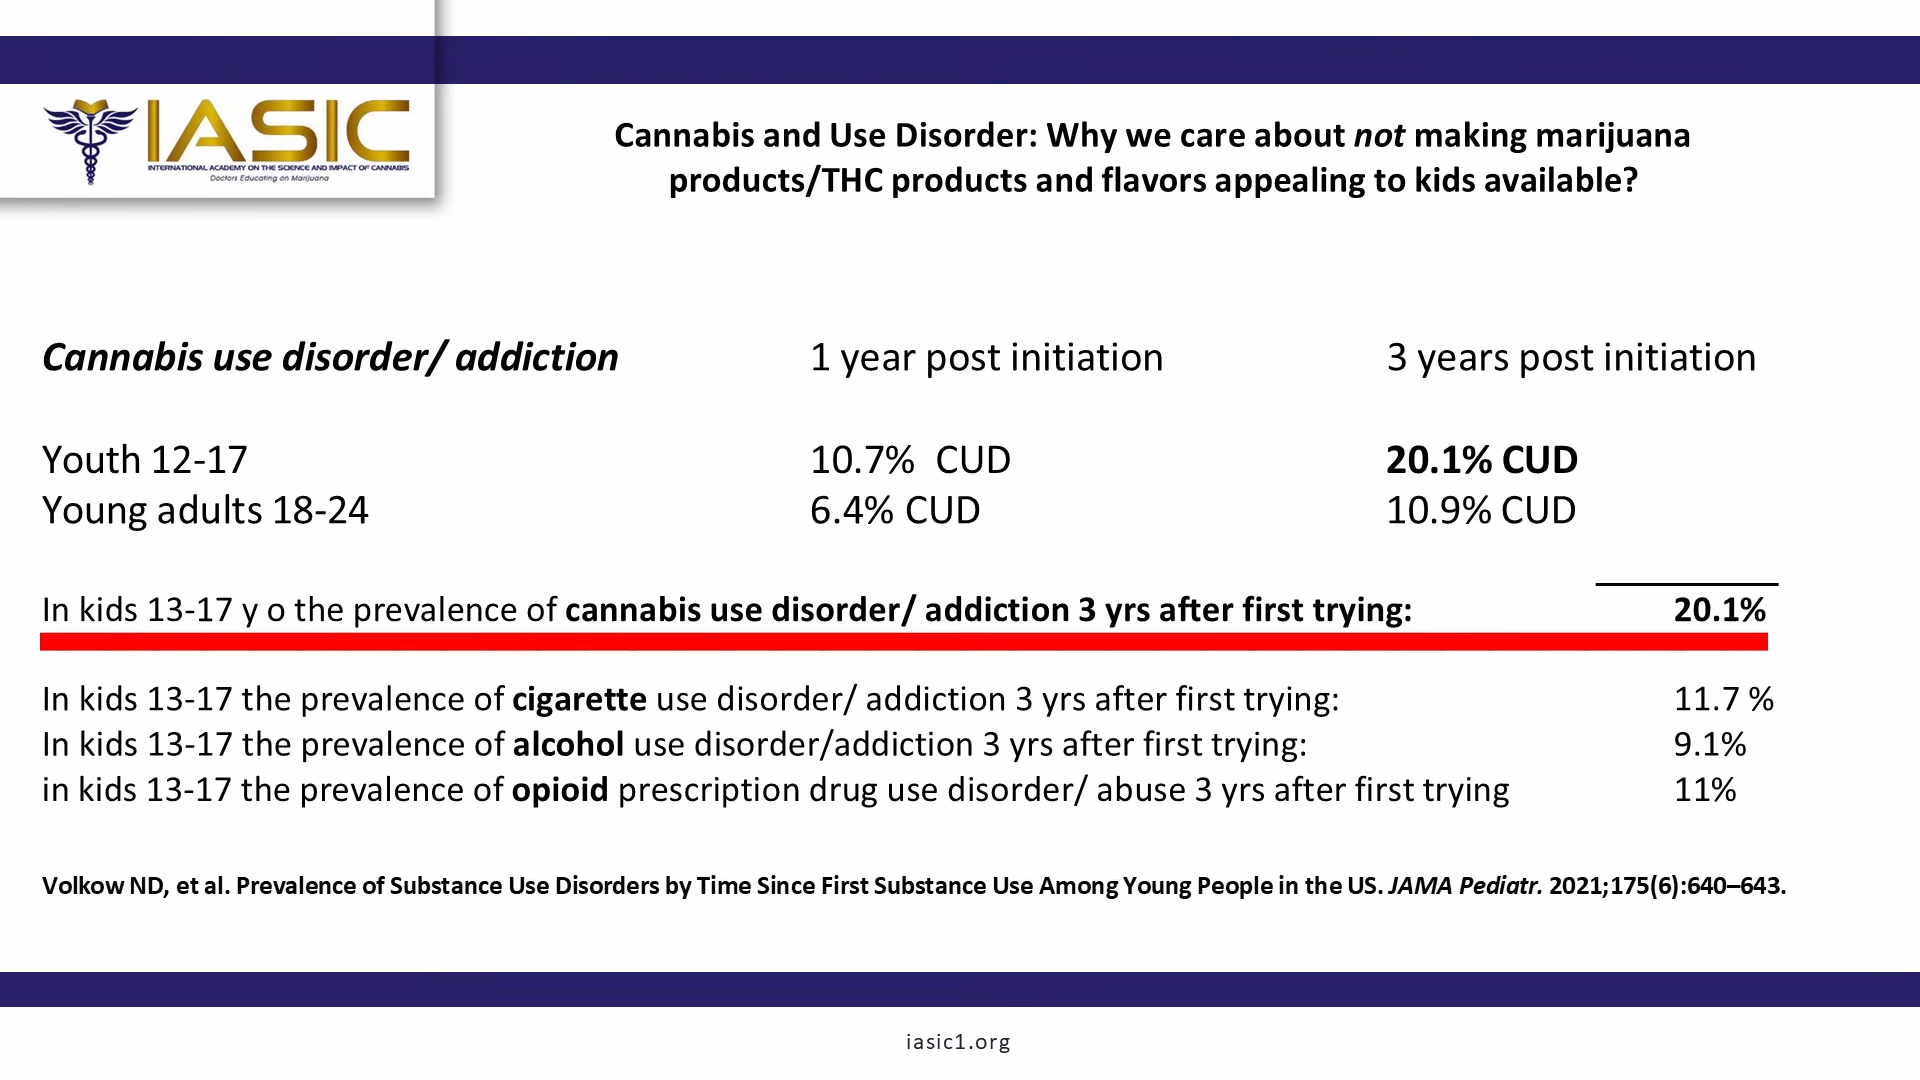 IASIC
INTERNATIONAL ACADEMY ON THE SCIENCE AND IMPACT OF CANNABIS
Doctors Educating on Marijuana
Cannabis and Use Disorder: Why we care about not making marijuana
products/THC products and flavors appealing to kids available?
Cannabis use disorder/ addiction 1 year post initiation 3 years post initiation
Youth 12-17 10.7% CUD 20.1% CUD
Young adults 18-24 6.4% CUD 10.9% CUD
In kids 13-17 y o the prevalence of cannabis use disorder/ addiction 3 yrs after first trying: 20.1%
In kids 13-17 the prevalence of cigarette use disorder/ addiction 3 yrs after first trying: 11.7 %
In kids 13-17 the prevalence of alcohol use disorder/addiction 3 yrs after first trying: 9.1%
in kids 13-17 the prevalence of opioid prescription drug use disorder/ abuse 3 yrs after first trying 11%
Volkow ND, et al. Prevalence of Substance Use Disorders by Time Since First Substance Use Among Young People in the US. JAMA Pediatr. 2021;175(6):640–643.
iasic1.org